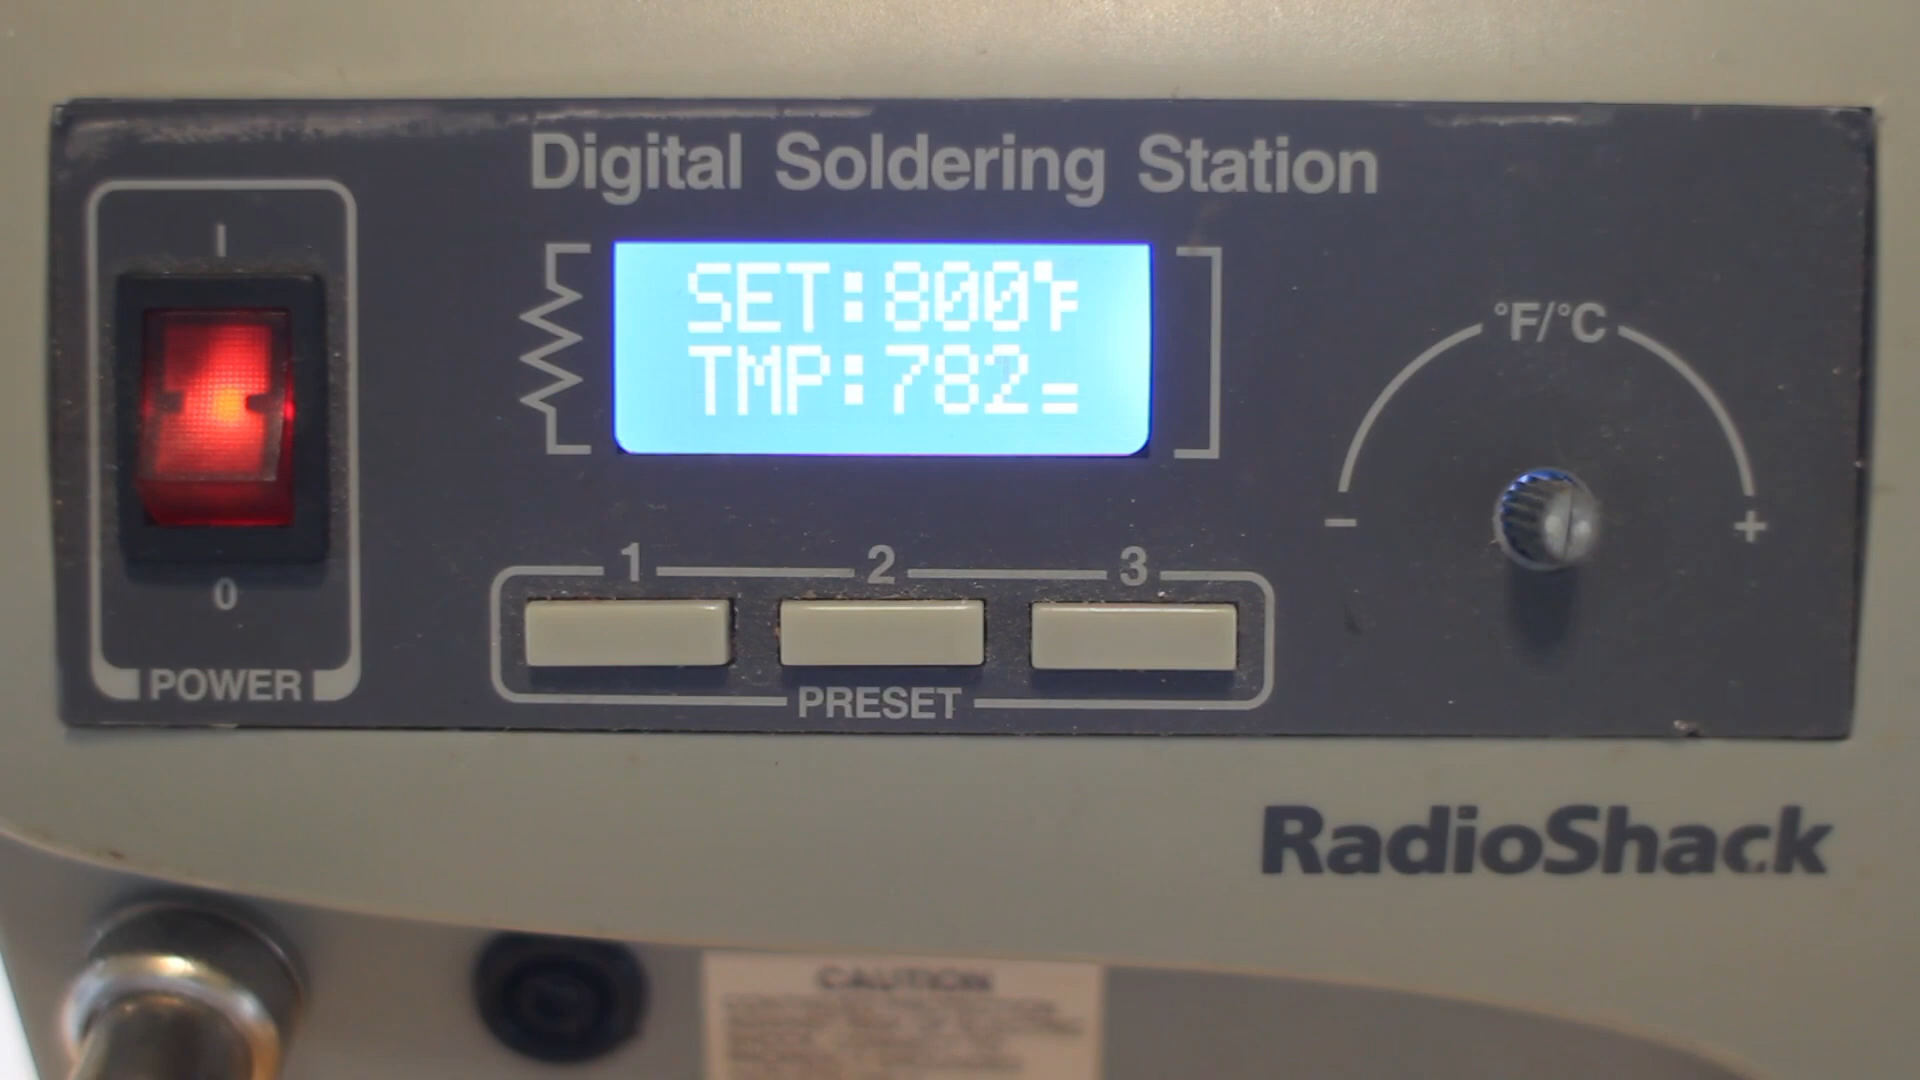 Digital Soldering Station
I
SET:800°F
TMP:782=
°F/°C
- +
1 2 3
0
POWER
PRESET
RadioShack
CAUTION